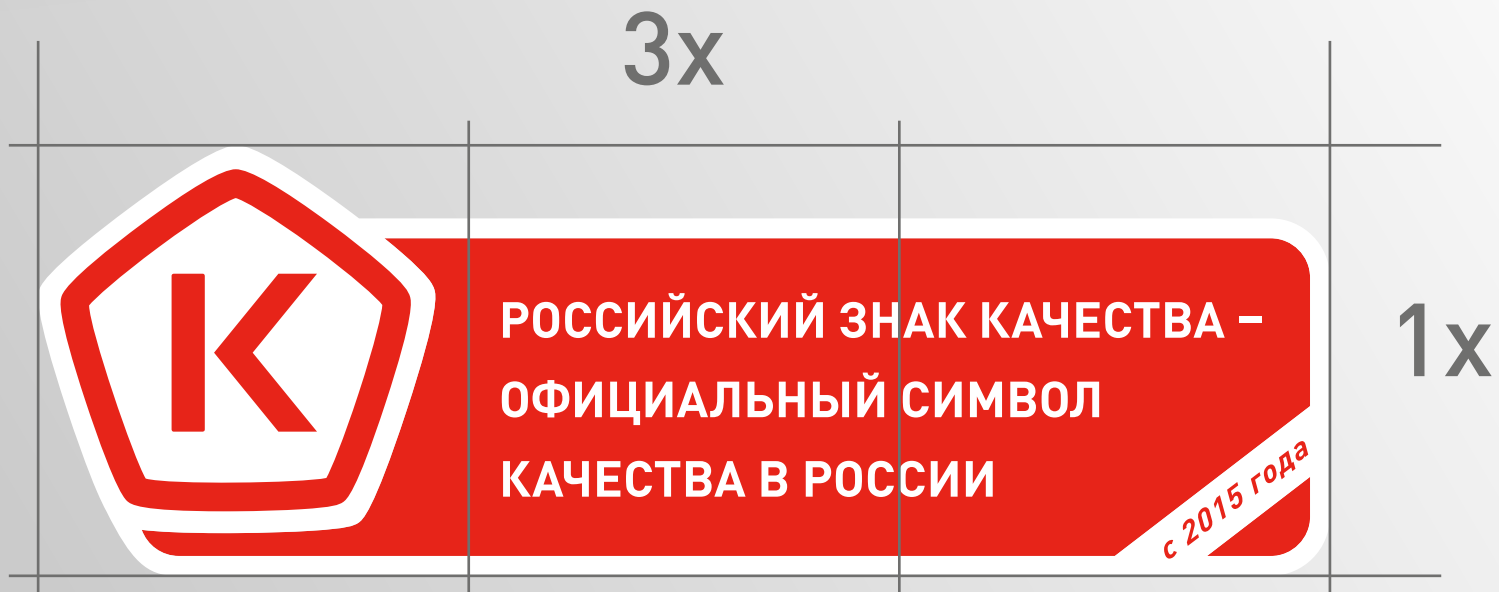 3x
К
РОССИЙСКИЙ ЗНАК КАЧЕСТВА –
ОФИЦИАЛЬНЫЙ СИМВОЛ
КАЧЕСТВА В РОССИИ
с 2015 года
1x